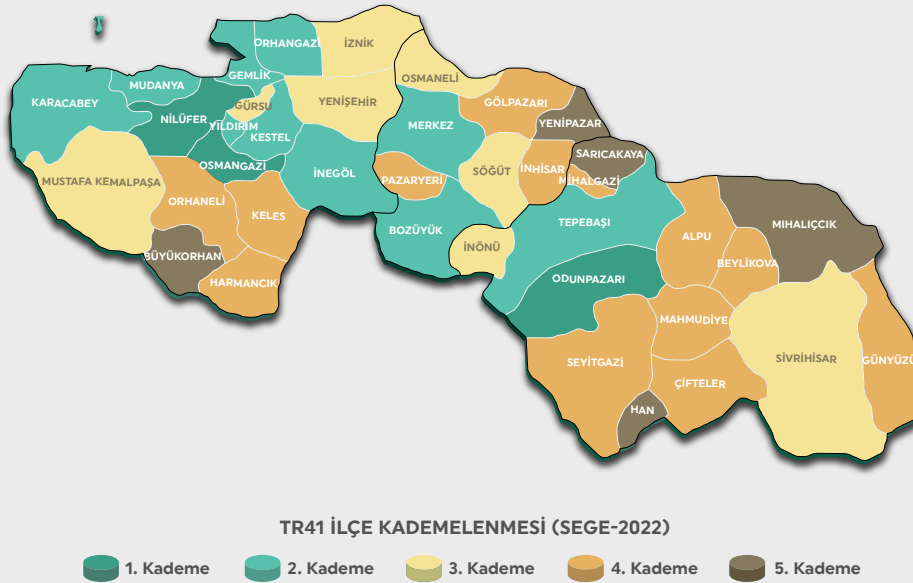 ORHANGAZİ
İZNİK
GEMLİK
OSMANELİ
MUDANYA
KARACABEY
GÜRSU
YENİŞEHİR
GÖLPAZARI
NİLÜFER
YILDIRIM
MERKEZ
YENİPAZAR
KESTEL
SARICAKAYA
OSMANGAZİ
İNEGÖL
SÖĞÜT
İNHİSAR
MUSTAFA KEMALPAŞA
PAZARYERİ
MİHALGAZİ
ORHANELİ
KELES
TEPEBAŞI
MIHALIÇCIK
BOZÜYÜK
ALPU
İNÖNÜ
BÜYÜKORHAN
BEYLİKOVA
HARMANCIK
ODUNPAZARI
MAHMUDİYE
SEYİTGAZİ
SİVRİHİSAR
GÜNYÜZÜ
ÇİFTELER
HAN
TR41 İLÇE KADEMELENMESİ (SEGE-2022)
1. Kademe 2. Kademe 3. Kademe 4. Kademe 5. Kademe